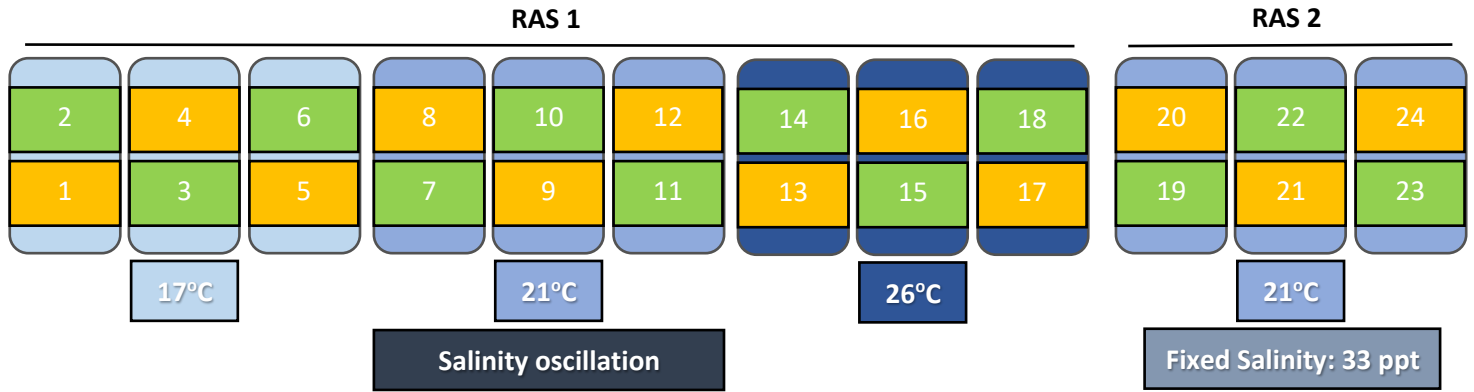 RAS 1
RAS 2
2 4 6 8 10 12 14 16 18 20 22 24
1 3 5 7 9 11 13 15 17 19 21 23
17ºC 21ºC 26ºC 21ºC
Salinity oscillation
Fixed Salinity: 33 ppt